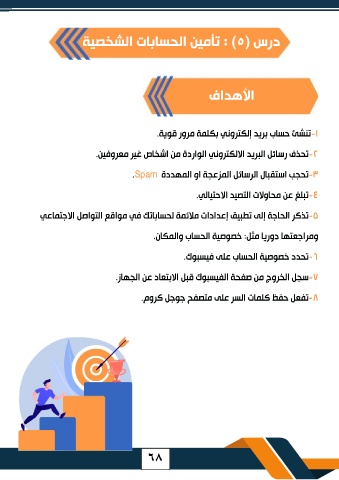 درس (٥) : تأمين الحسابات الشخصية
الأهداف
١-تنشئ حساب بريد إلكتروني بكلمة مرور قوية.
٢-تحذف رسائل البريد الالكتروني الواردة من اشخاص غير معروفين.
٣-تحجب استقبال الرسائل المزعجة او المهددة Spam.
٤-تبلغ عن محاولات التصيد الاحتيالي.
٥-تذكر الحاجة إلى تطبيق إعدادات ملائمة لحساباتك في مواقع التواصل الاجتماعي
ومراجعتها دوريا مثل: خصوصية الحساب والمكان.
٦-تحدد خصوصية الحساب على فيسبوك.
٧-سجل الخروج من صفحة الفيسبوك قبل الابتعاد عن الجهاز.
٨-تفعل حفظ كلمات السر على متصفح جوجل كروم.
٦٨